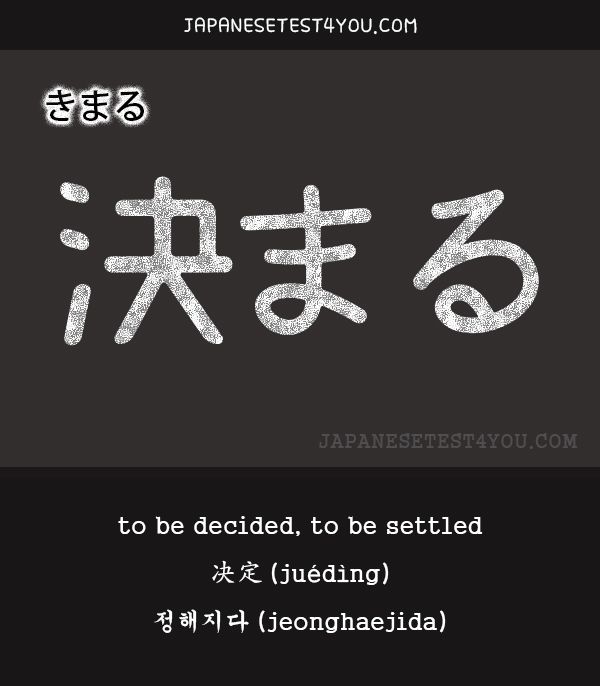 JAPANESETEST4YOU.COM
きまる
決まる
JAPANESETEST4YOU.COM
to be decided, to be settled
决定 (juédìng)
정해지다 (jeonghaejida)